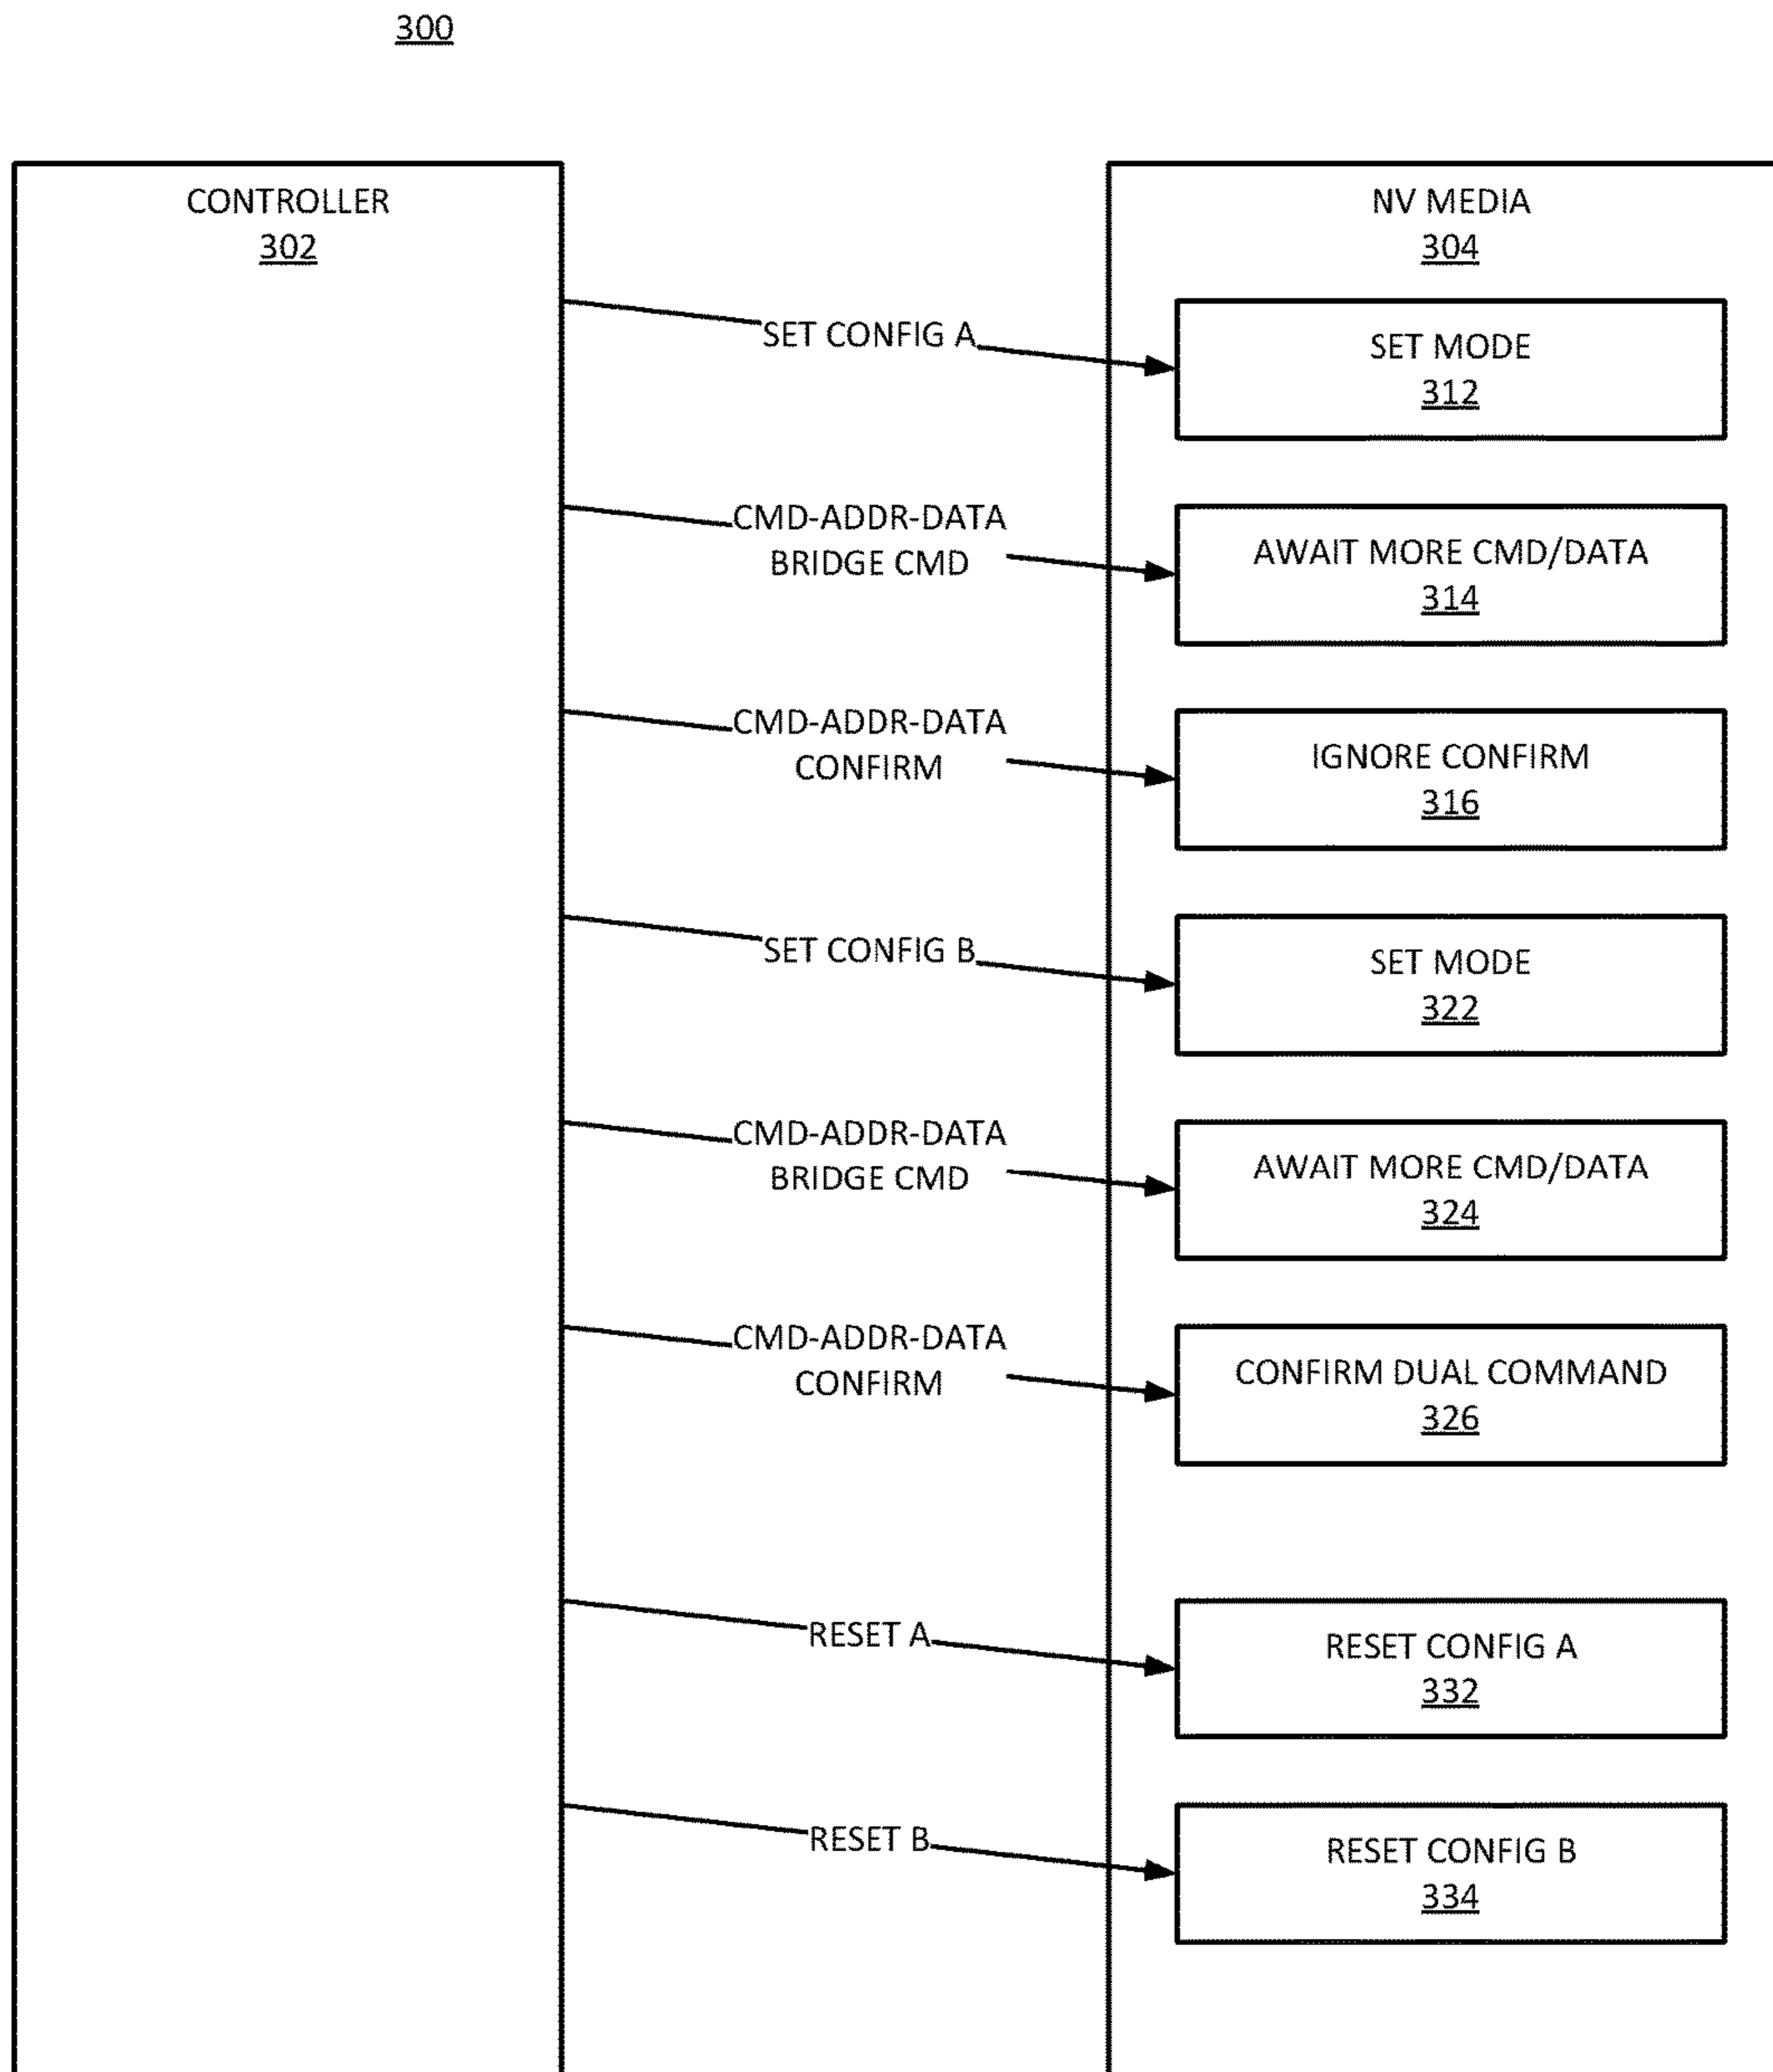 300
CONTROLLER
302
NV MEDIA
304
SET CONFIG A
SET MODE
312
CMD-ADDR-DATA
BRIDGE CMD
AWAIT MORE CMD/DATA
314
CMD-ADDR-DATA
CONFIRM
IGNORE CONFIRM
316
SET CONFIG B
SET MODE
322
CMD-ADDR-DATA
BRIDGE CMD
AWAIT MORE CMD/DATA
324
CMD-ADDR-DATA
CONFIRM
CONFIRM DUAL COMMAND
326
RESET A
RESET CONFIG A
332
RESET B
RESET CONFIG B
334